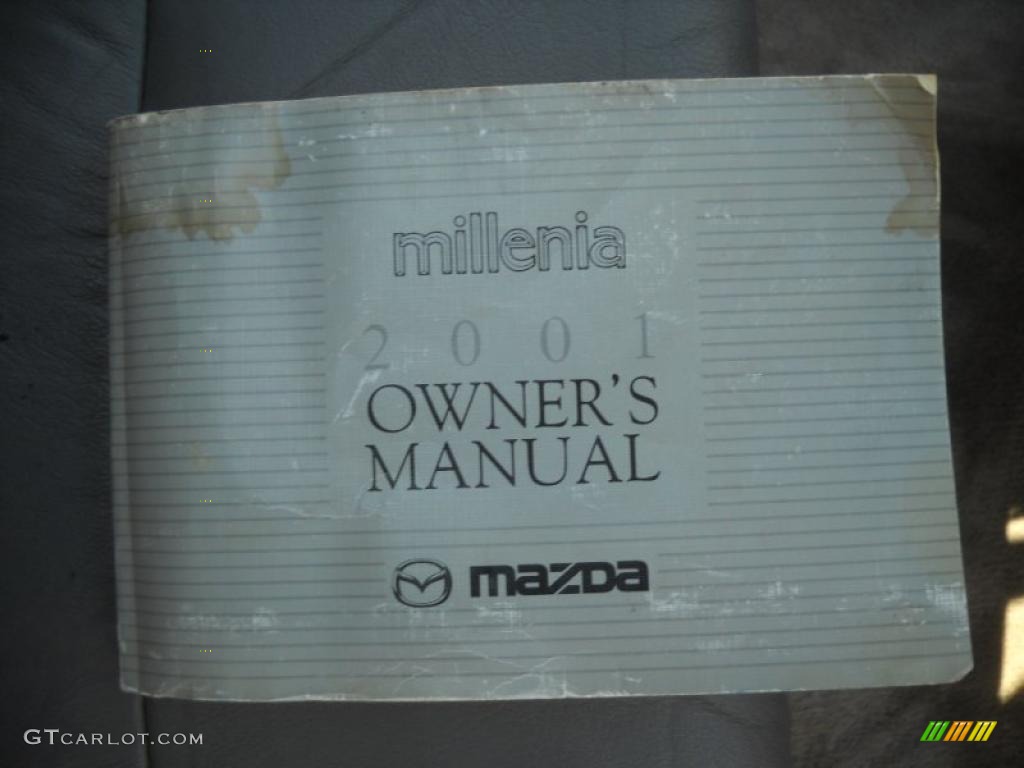 millenia
2001
OWNER'S
MANUAL
mazda
GTCARLOT.COM